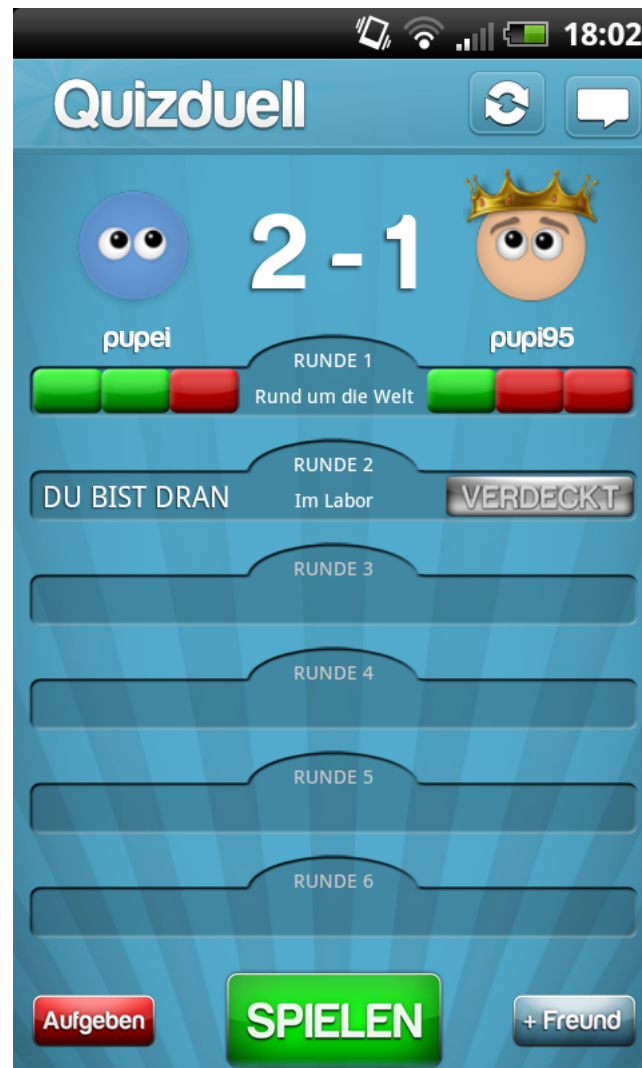 18:02
Quizduell
2 - 1
pupei
pupi95
RUNDE 1
Rund um die Welt
RUNDE 2
DU BIST DRAN
Im Labor
VERDECKT
RUNDE 3
RUNDE 4
RUNDE 5
RUNDE 6
Aufgeben
SPIELEN
+ Freund